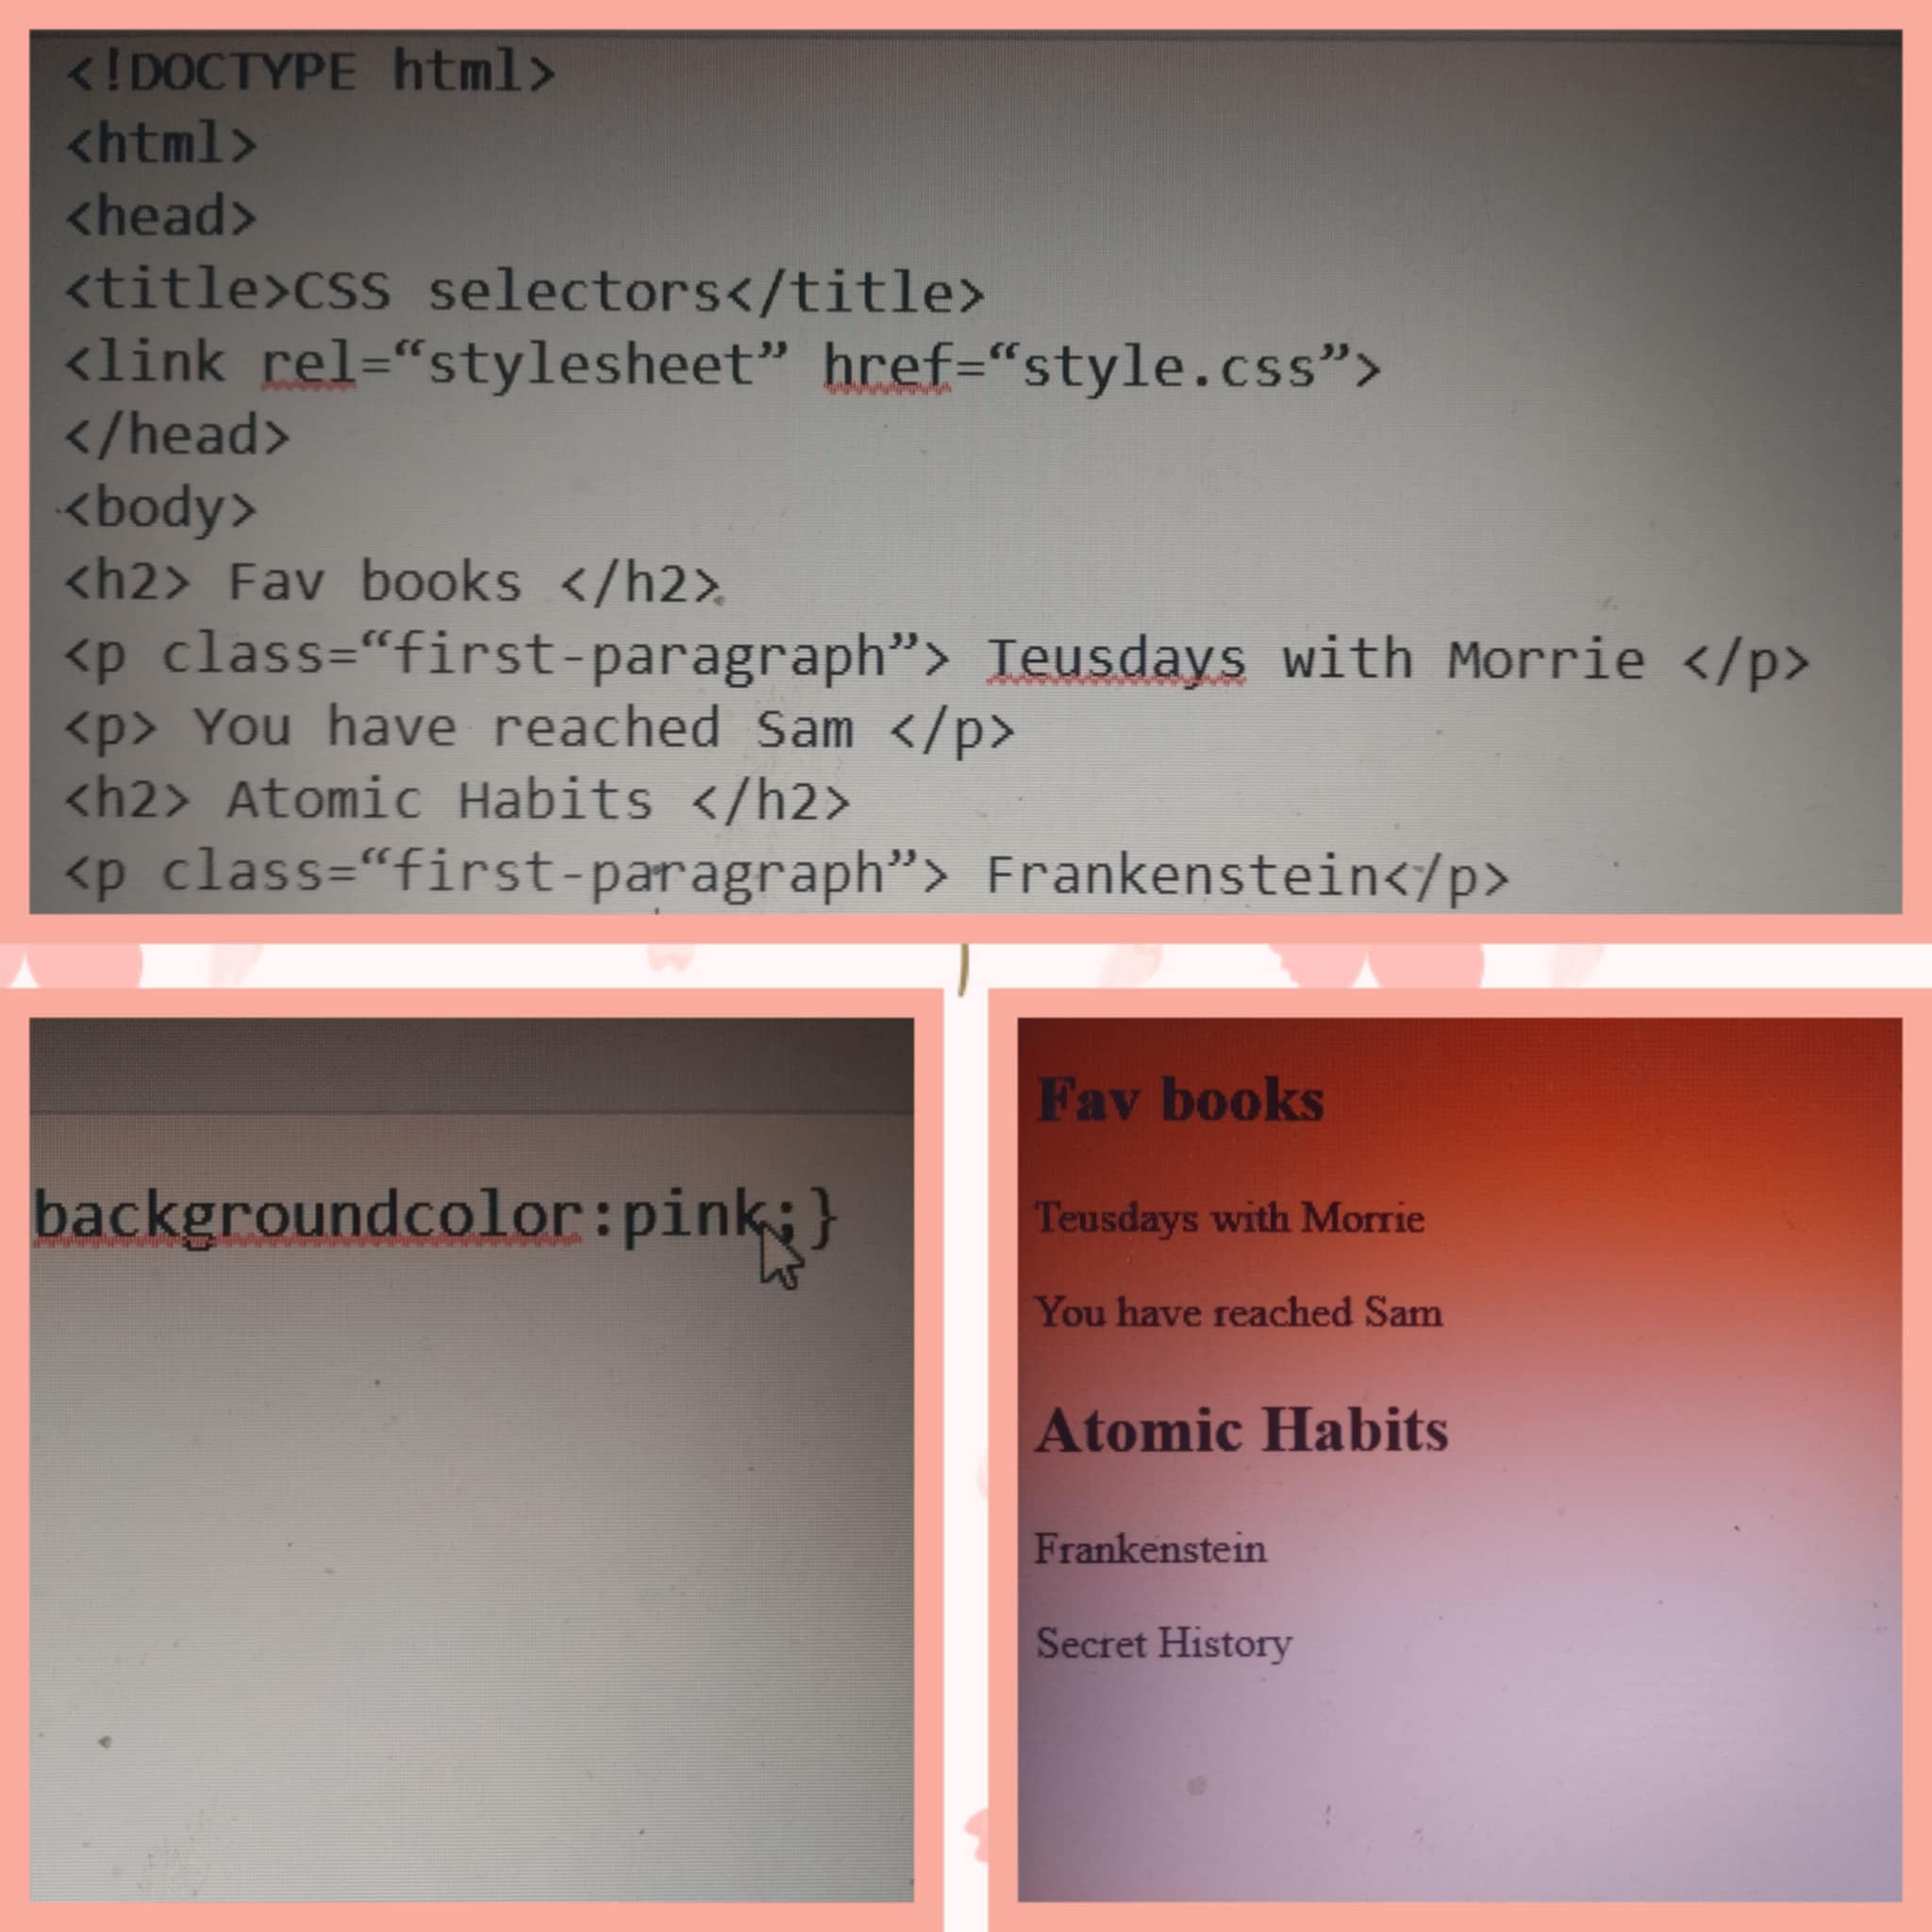 <!DOCTYPE html>
<html>
<head>
<title>CSS selectors</title>
<link rel=“stylesheet” href=“style.css”>
</head>
<body>
<h2> Fav books </h2>
<p class=“first-paragraph”> Teusdays with Morrie </p>
<p> You have reached Sam </p>
<h2> Atomic Habits </h2>
<p class=“first-paragraph”> Frankenstein</p>
backgroundcolor:pink;}
Fav books
Teusdays with Morrie
You have reached Sam
Atomic Habits
Frankenstein
Secret History